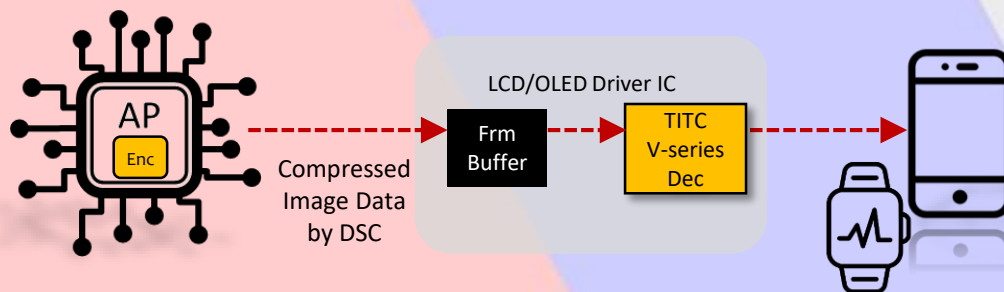 AP
Enc
Compressed
Image Data
by DSC
LCD/OLED Driver IC
Frm
Buffer
TITC
V-series
Dec